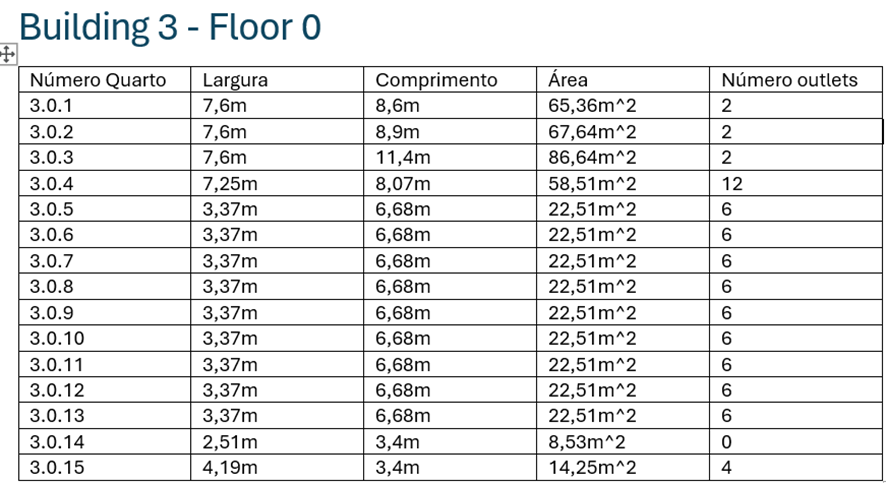 Building 3 - Floor 0
Número Quarto Largura Comprimento Área Número outlets
3.0.1 7,6m 8,6m 65,36m^2 2
3.0.2 7,6m 8,9m 67,64m^2 2
3.0.3 7,6m 11,4m 86,64m^2 2
3.0.4 7,25m 8,07m 58,51m^2 12
3.0.5 3,37m 6,68m 22,51m^2 6
3.0.6 3,37m 6,68m 22,51m^2 6
3.0.7 3,37m 6,68m 22,51m^2 6
3.0.8 3,37m 6,68m 22,51m^2 6
3.0.9 3,37m 6,68m 22,51m^2 6
3.0.10 3,37m 6,68m 22,51m^2 6
3.0.11 3,37m 6,68m 22,51m^2 6
3.0.12 3,37m 6,68m 22,51m^2 6
3.0.13 3,37m 6,68m 22,51m^2 6
3.0.14 2,51m 3,4m 8,53m^2 0
3.0.15 4,19m 3,4m 14,25m^2 4